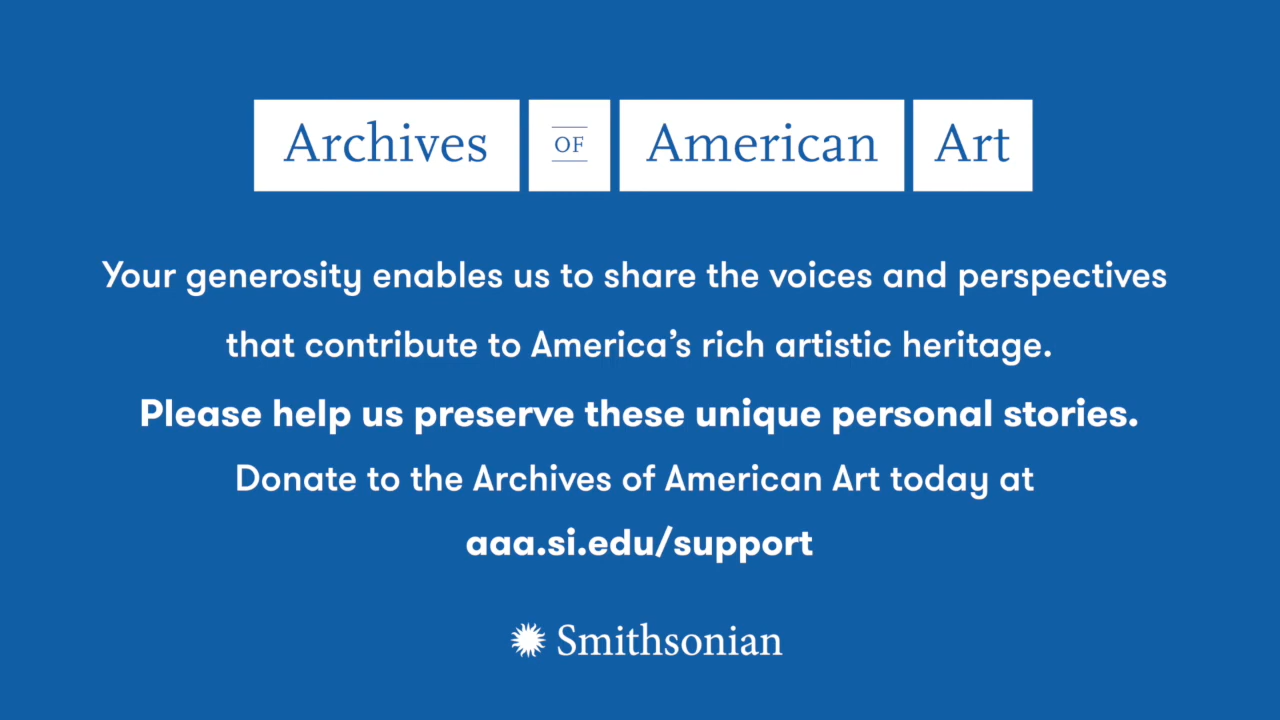 Archives OF American Art
Your generosity enables us to share the voices and perspectives
that contribute to America’s rich artistic heritage.
Please help us preserve these unique personal stories.
Donate to the Archives of American Art today at
aaa.si.edu/support
Smithsonian